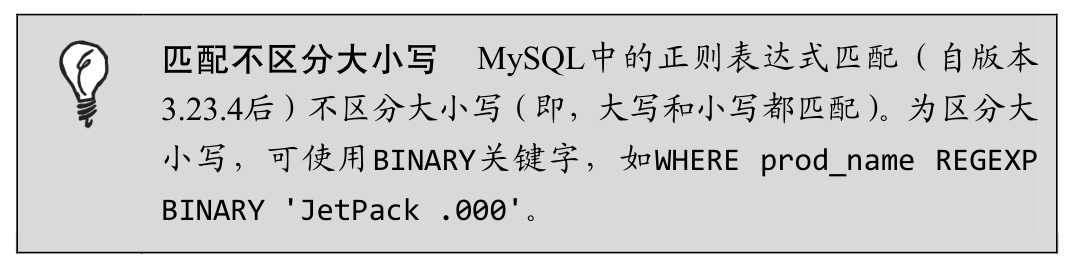 匹配不区分大小写 MySQL中的正则表达式匹配（自版本
3.23.4后）不区分大小写（即，大写和小写都匹配）。为区分大
小写，可使用BINARY关键字，如WHERE prod_name REGEXP
BINARY 'JetPack .000'。